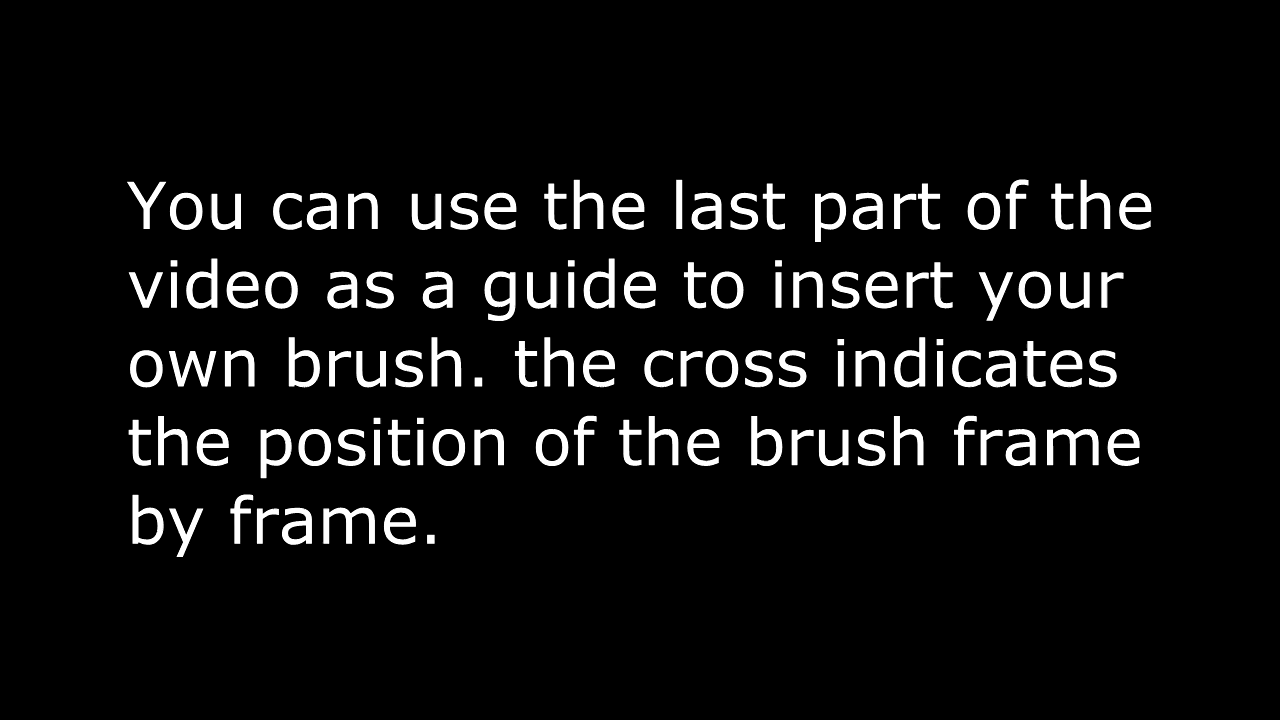 You can use the last part of the
video as a guide to insert your
own brush. the cross indicates
the position of the brush frame
by frame.